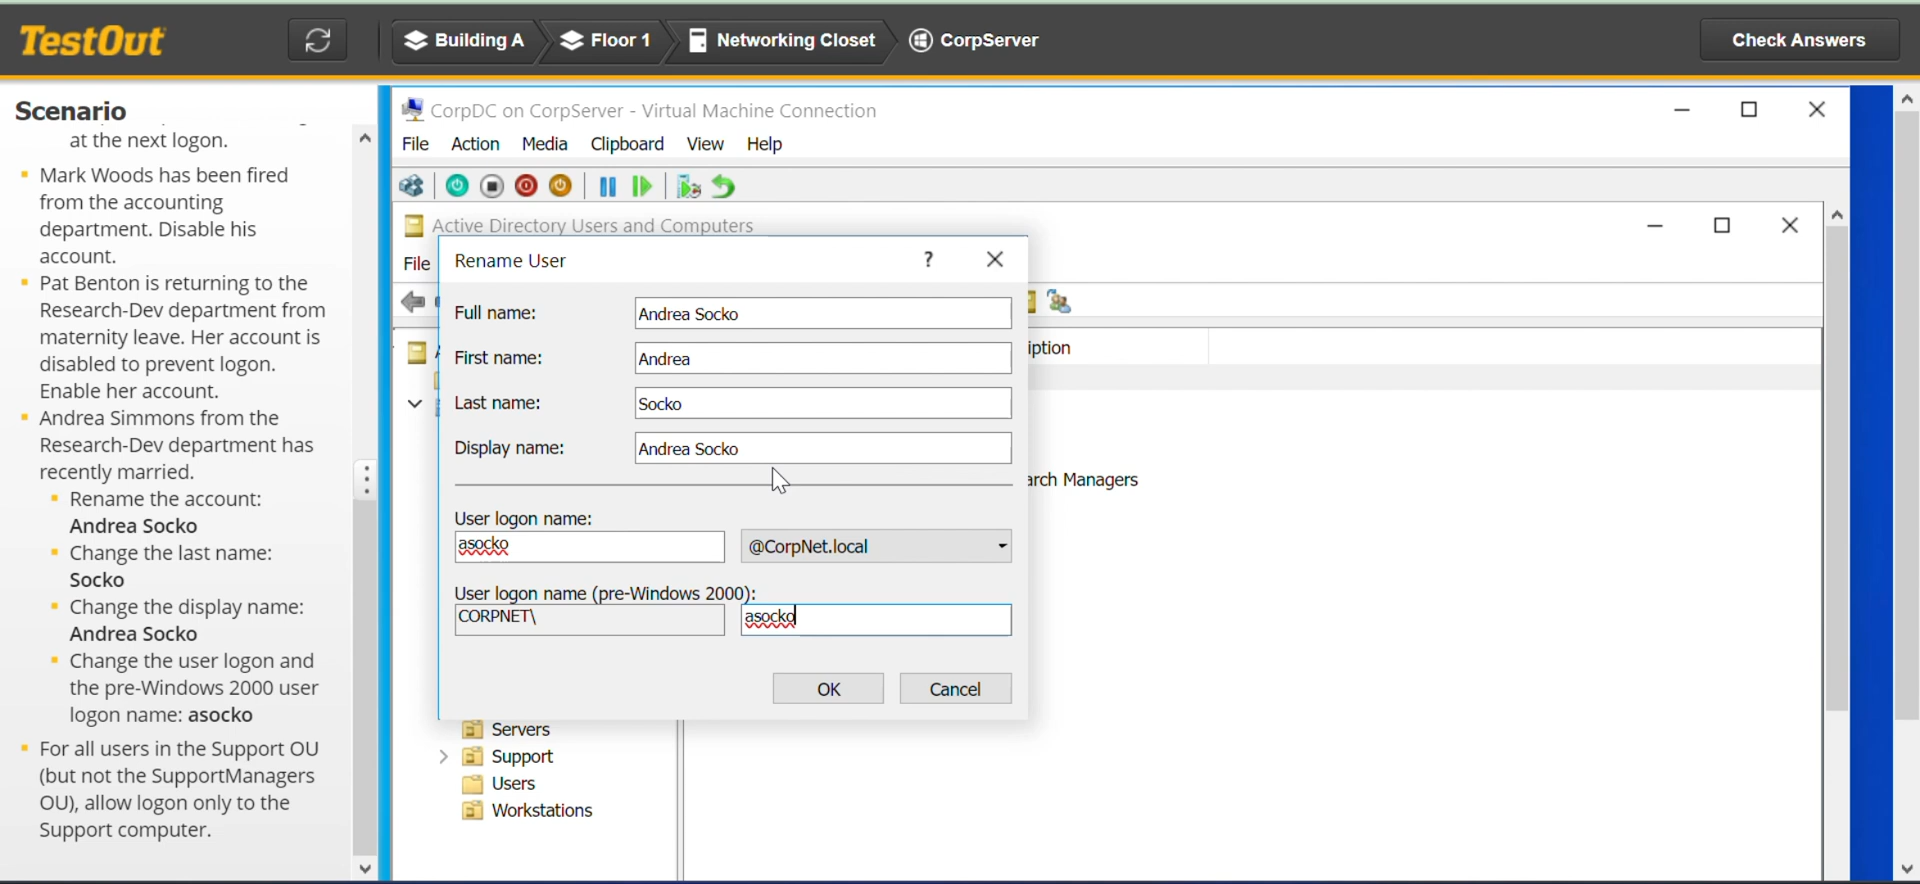 TestOut
Building A
Floor 1
Networking Closet
CorpServer
Check Answers
Scenario
at the next logon.
Mark Woods has been fired
from the accounting
department. Disable his
account.
Pat Benton is returning to the
Research-Dev department from
maternity leave. Her account is
disabled to prevent logon.
Enable her account.
Andrea Simmons from the
Research-Dev department has
recently married.
Rename the account:
Andrea Socko
Change the last name:
Socko
Change the display name:
Andrea Socko
Change the user logon and
the pre-Windows 2000 user
logon name: asocko
For all users in the Support OU
(but not the SupportManagers
OU), allow logon only to the
Support computer.
CorpDC on CorpServer - Virtual Machine Connection
File Action Media Clipboard View Help
Active Directory Users and Computers
File
Rename User
?
Full name: Andrea Socko
First name: Andrea
Last name: Socko
Display name: Andrea Socko
User logon name:
asocko @CorpNet.local
User logon name (pre-Windows 2000):
CORPNET\ asocko
OK Cancel
iption
arch Managers
Servers
Support
Users
Workstations